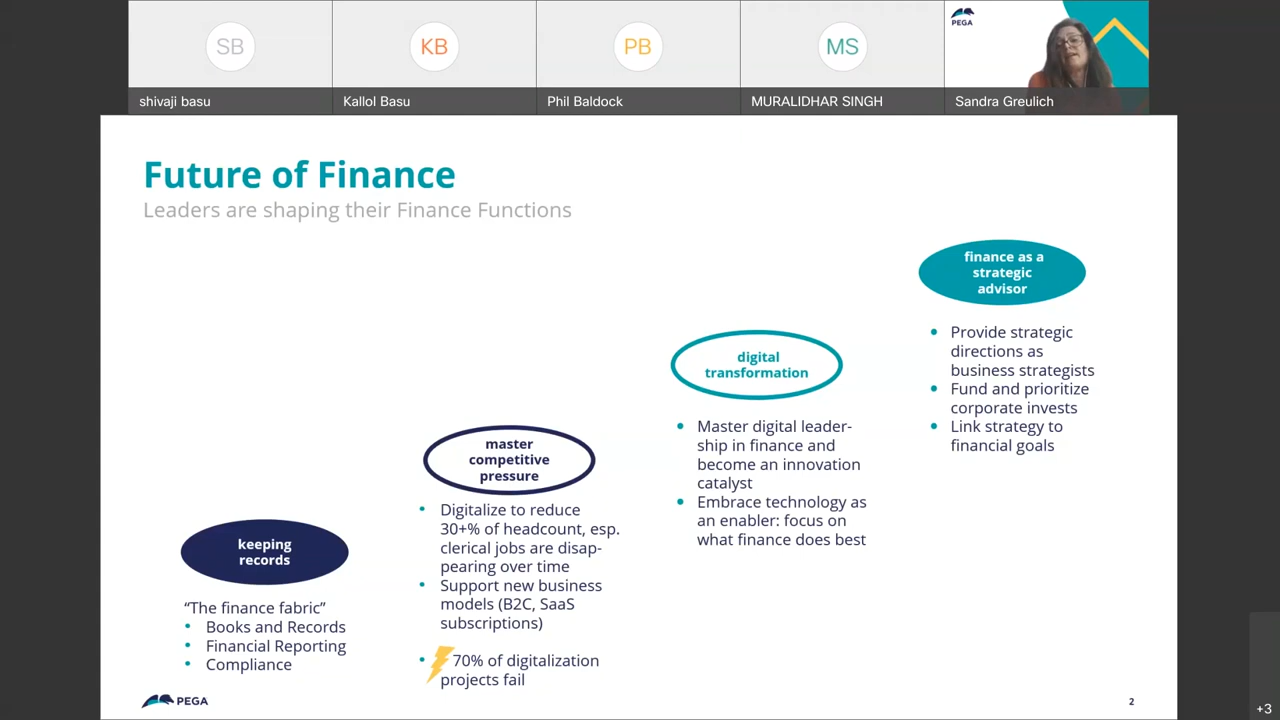 SB
KB
PB
MS
PEGA
shivaji basu
Kallol Basu
Phil Baldock
MURALIDHAR SINGH
Sandra Greulich
Future of Finance
Leaders are shaping their Finance Functions
keeping
records
“The finance fabric”
• Books and Records
• Financial Reporting
• Compliance
master
competitive
pressure
• Digitalize to reduce
30+% of headcount, esp.
clerical jobs are disap-
pearing over time
• Support new business
models (B2C, SaaS
subscriptions)
• 70% of digitalization
projects fail
digital
transformation
• Master digital leader-
ship in finance and
become an innovation
catalyst
• Embrace technology as
an enabler: focus on
what finance does best
finance as a
strategic
advisor
• Provide strategic
directions as
business strategists
• Fund and prioritize
corporate invests
• Link strategy to
financial goals
PEGA
2
+3